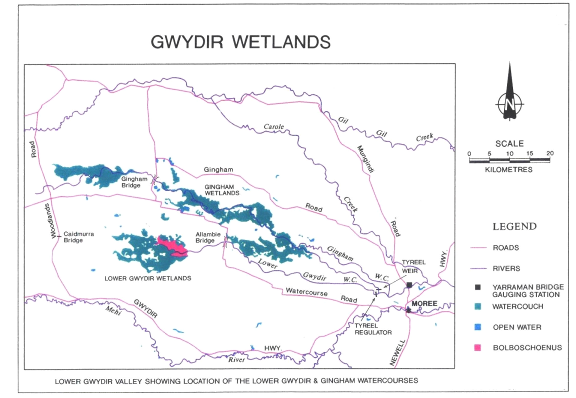 GWYDIR WETLANDS
N
SCALE
0 5 10 15 20
KILOMETRES
LEGEND
ROADS
RIVERS
YARRAMAN BRIDGE
GAUGING STATION
WATERCOUCH
OPEN WATER
BOLBOSCHOENUS
Road
Woodlands
Carole
Creek
Gil
Gil
Creek
Mungindi
Road
Gingham
Road
Gingham
Bridge
GINGHAM
WETLANDS
Caidmurra
Bridge
Allambie
Bridge
LOWER GWYDIR WETLANDS
Gingham
W.C.
Lower
Gwydir
W.C.
Watercourse
Road
TYREEL
WEIR
MOREE
TYREEL
REGULATOR
HWY
NEWELL
GWYDIR
HWY
Mehi
River
LOWER GWYDIR VALLEY SHOWING LOCATION OF THE LOWER GWYDIR & GINGHAM WATERCOURSES